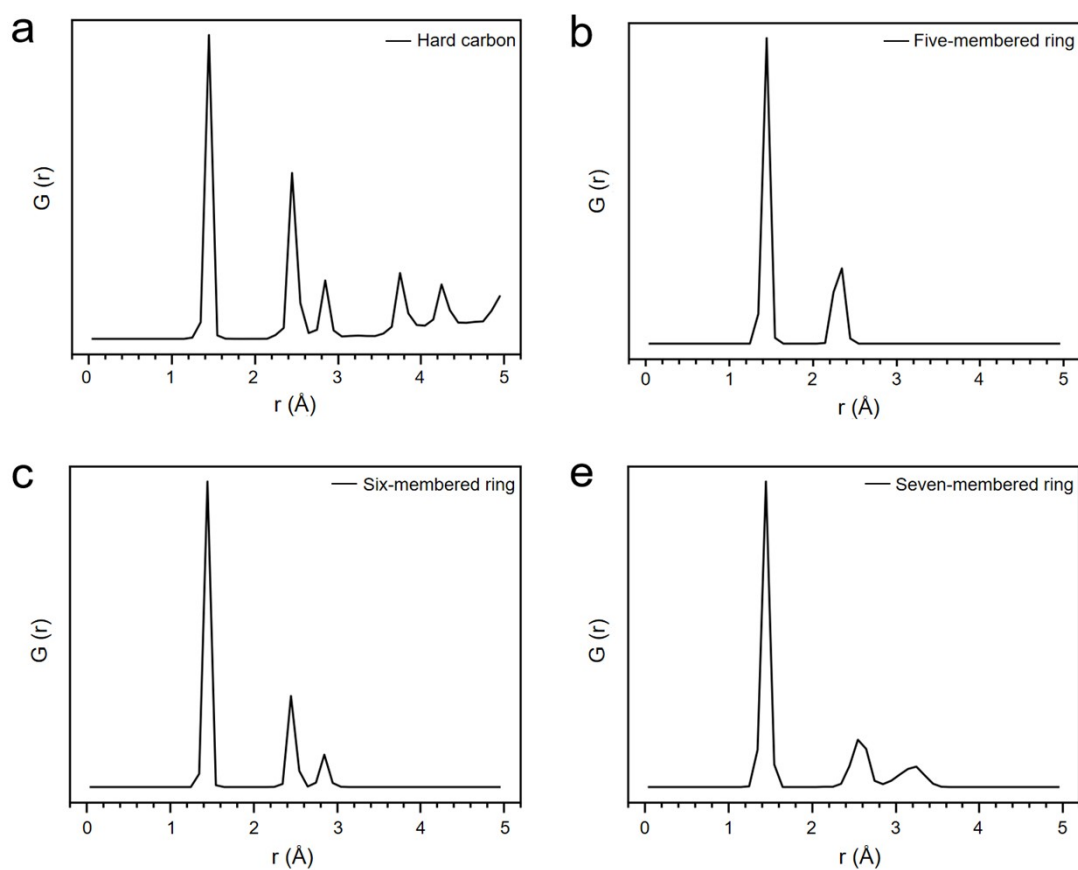 a
Hard carbon
G (r)
0 1 2 3 4 5
r (Å)
b
Five-membered ring
G (r)
0 1 2 3 4 5
r (Å)
c
Six-membered ring
G (r)
0 1 2 3 4 5
r (Å)
e
Seven-membered ring
G (r)
0 1 2 3 4 5
r (Å)